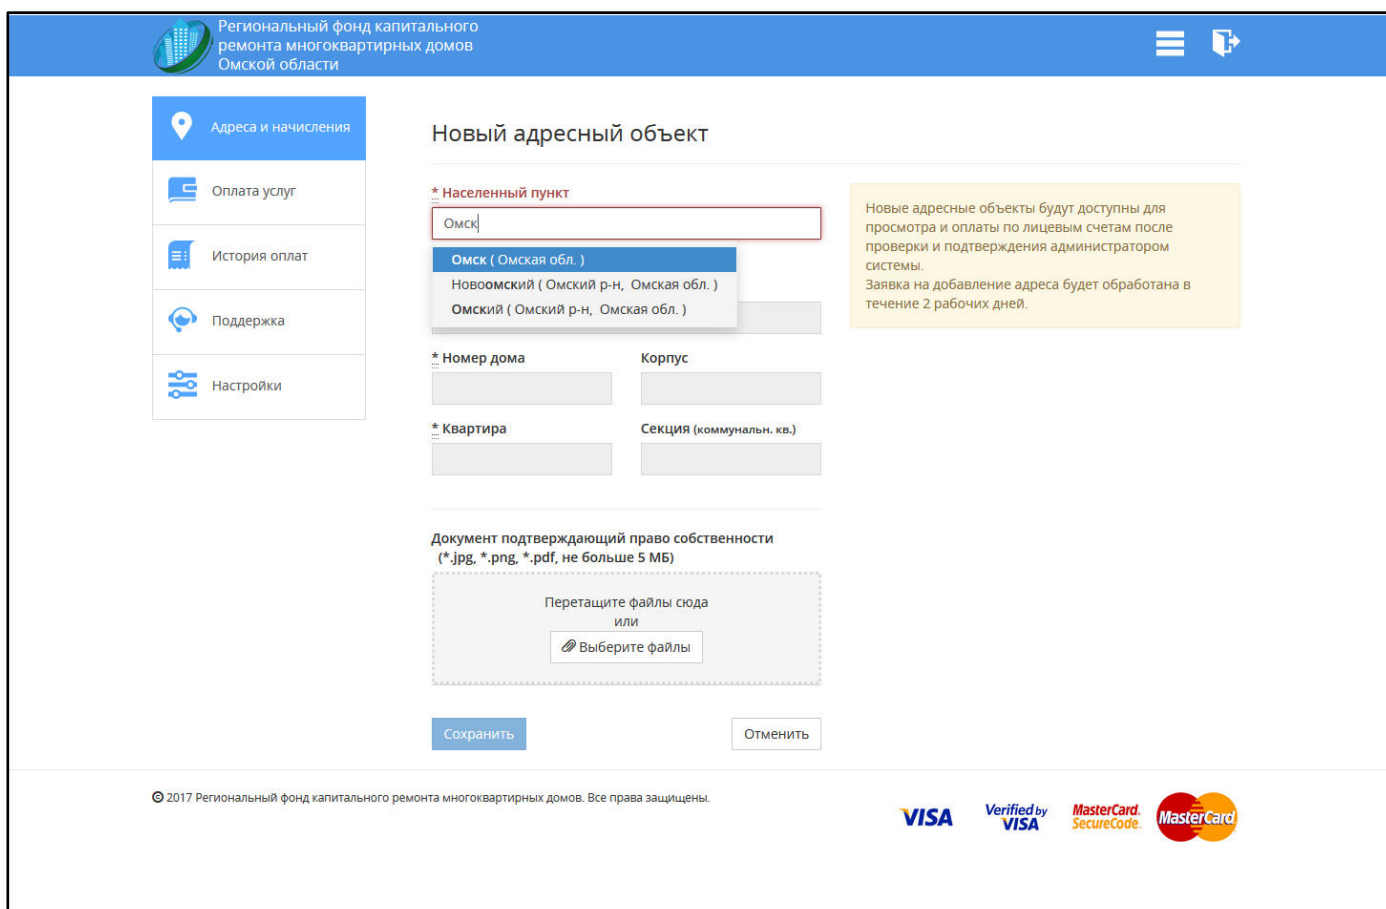 Региональный фонд капитального
ремонта многоквартирных домов
Омской области
Адреса и начисления
Оплата услуг
История оплат
Поддержка
Настройки
Новый адресный объект
* Населенный пункт
Омск
Омск ( Омская обл. )
Новоомский ( Омский р-н, Омская обл. )
Омский ( Омский р-н, Омская обл. )
* Номер дома
Корпус
* Квартира
Секция (коммунальн. кв.)
Документ подтверждающий право собственности
(*.jpg, *.png, *.pdf, не больше 5 МБ)
Перетащите файлы сюда
или
Выберите файлы
Сохранить
Отменить
Новые адресные объекты будут доступны для
просмотра и оплаты по лицевым счетам после
проверки и подтверждения администратором
системы.
Заявка на добавление адреса будет обработана в
течение 2 рабочих дней.
© 2017 Региональный фонд капитального ремонта многоквартирных домов. Все права защищены.
VISA
Verified by
VISA
MasterCard.
SecureCode.
MasterCard